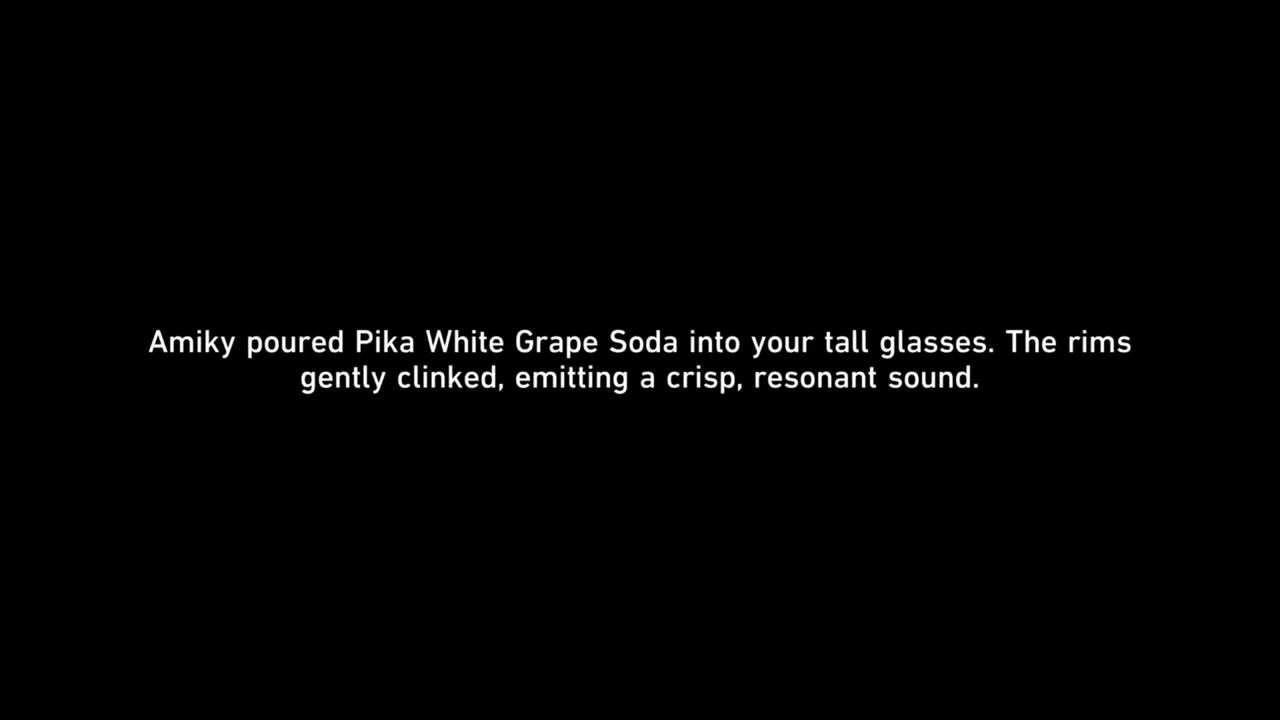 Amiky poured Pika White Grape Soda into your tall glasses. The rims
gently clinked, emitting a crisp, resonant sound.